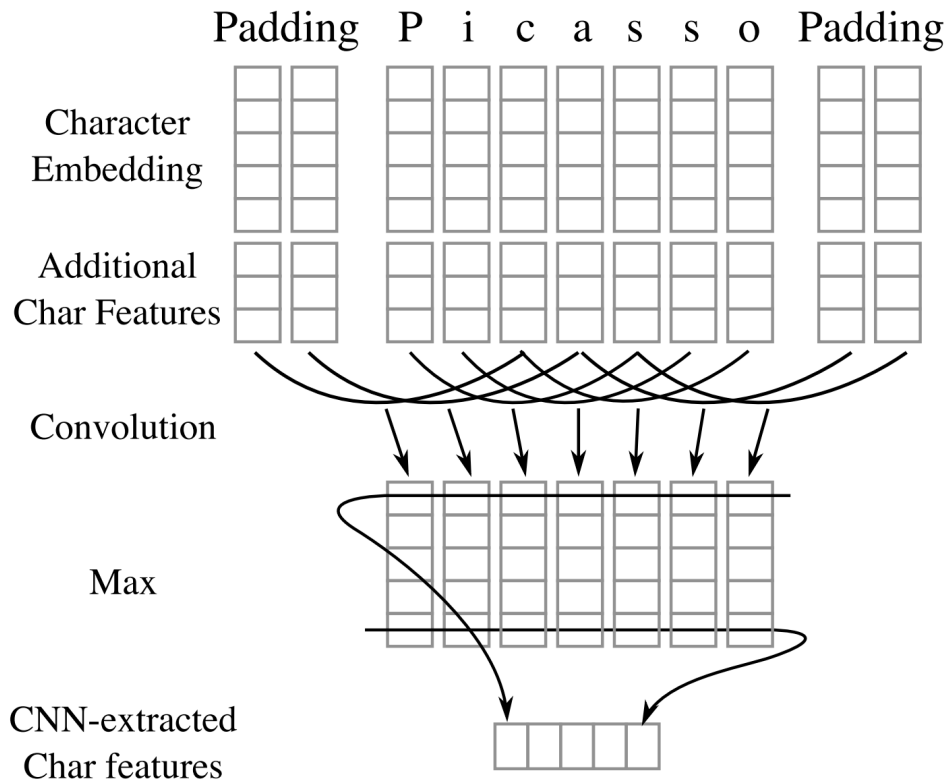 Padding P i c a s s o Padding
Character
Embedding
Additional
Char Features
Convolution
Max
CNN-extracted
Char features